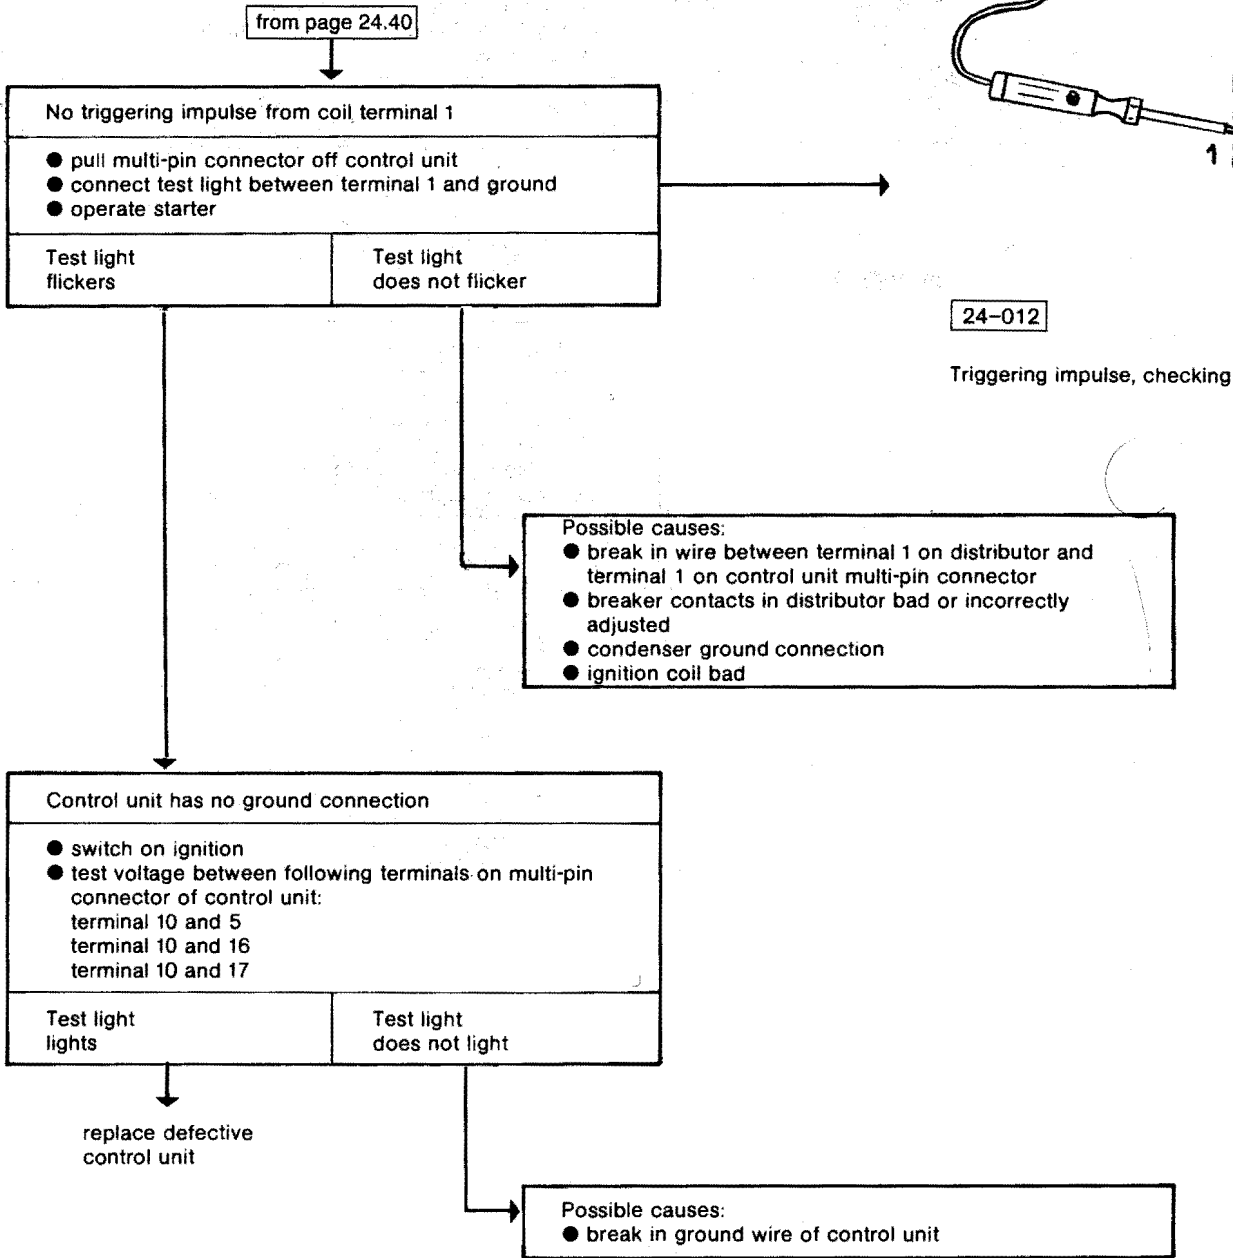 from page 24.40
No triggering impulse from coil terminal 1
● pull multi-pin connector off control unit
● connect test light between terminal 1 and ground
● operate starter
Test light
flickers
Test light
does not flicker
1
24-012
Triggering impulse, checking
Possible causes:
● break in wire between terminal 1 on distributor and
terminal 1 on control unit multi-pin connector
● breaker contacts in distributor bad or incorrectly
adjusted
● condenser ground connection
● ignition coil bad
Control unit has no ground connection
● switch on ignition
● test voltage between following terminals on multi-pin
connector of control unit:
terminal 10 and 5
terminal 10 and 16
terminal 10 and 17
Test light
lights
Test light
does not light
replace defective
control unit
Possible causes:
● break in ground wire of control unit